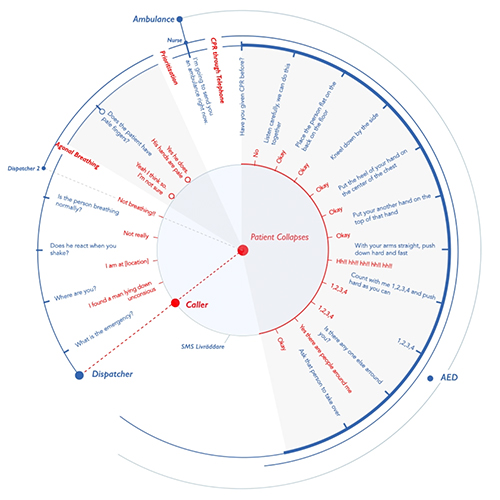 Ambulance
Nurse
Prioritization
CPR through Telephone
I'm going to send you
an ambulance right now.
Have you given CPR before?
No
Listen carefully, we can do this
together
Okay
Place the person flat on the
back on the floor
Okay
Kneel down by the side
Okay
Put the heel of your hand on
the center of the chest
Okay
Put your another hand on the
top of that hand
Okay
With your arms straight, push
down hard and fast
Hh!! hh!! hh!! hh!! hh!!
Count with me 1,2,3,4 and push
hard as you can
1,2,3,4
1,2,3,4
1,2,3,4
Is there any one else arround
you?
Yes there are people around me
Ask that person to take over
Okay
AED
Does the patient have
pale fingers?
Yes he does.
His hands are pale
Yeah I think so.
I'm not sure
Agonal Breathing
Dispatcher 2
Is the person breathing
normally?
Not breathing!!
Does he react when you
shake?
Not really
Where are you?
I am at [location]
What is the emergency?
I found a man lying down
unconsious
Patient Collapses
Caller
SMS Livräddare
Dispatcher